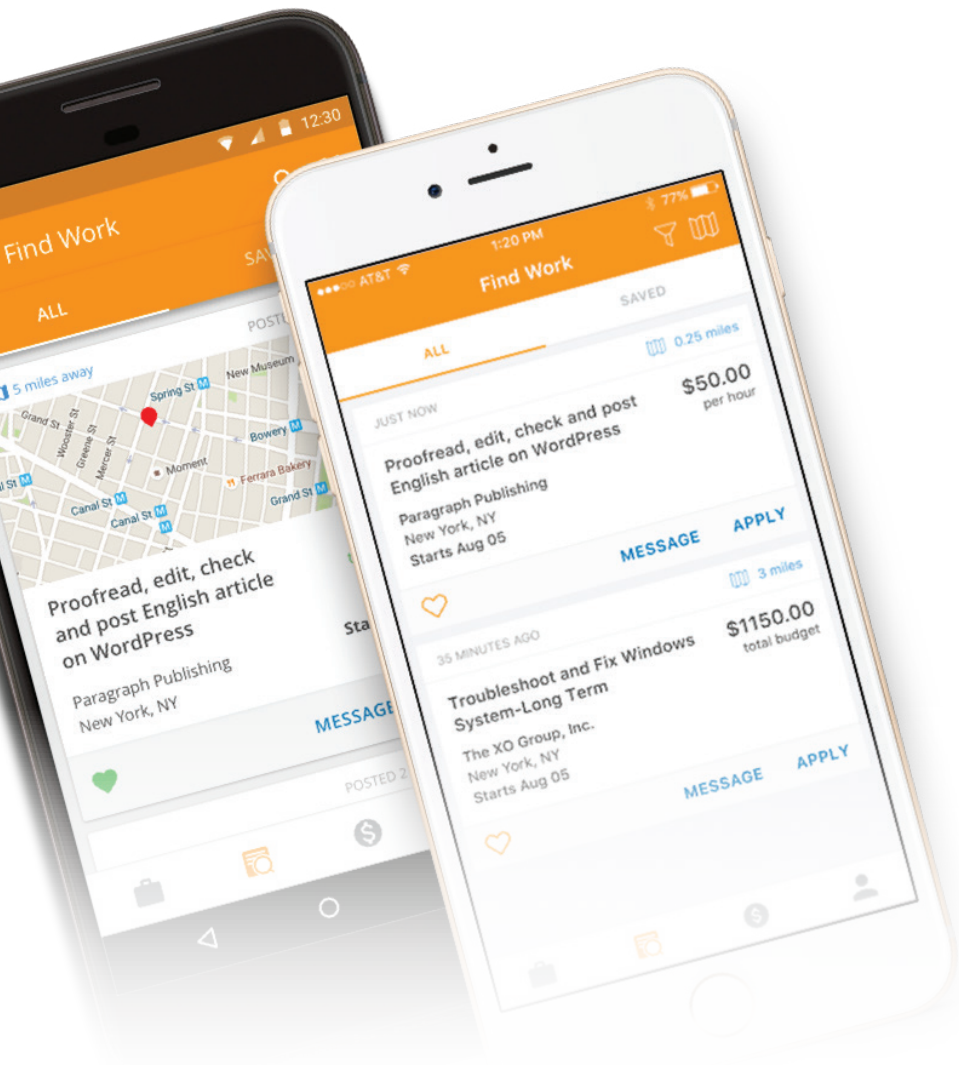 12:30
Find Work
ALL
5 miles away
New Museum
Spring St M
Grand St
Wooster St
Greene St
Mercer St
Bowery M
Moment
Ferrara Bakery
St M
Canal St M
Grand St M
Canal St M
M
Proofread, edit, check
and post English article
on WordPress
Paragraph Publishing
New York, NY
MESSAGE
POSTED 2
77%
AT&T
1:20 PM
Find Work
ALL
SAVED
0.25 miles
JUST NOW
$50.00
per hour
Proofread, edit, check and post
English article on WordPress
Paragraph Publishing
New York, NY
Starts Aug 05
MESSAGE
APPLY
3 miles
35 MINUTES AGO
$1150.00
total budget
Troubleshoot and Fix Windows
System-Long Term
The XO Group, Inc.
New York, NY
Starts Aug 05
MESSAGE
APPLY